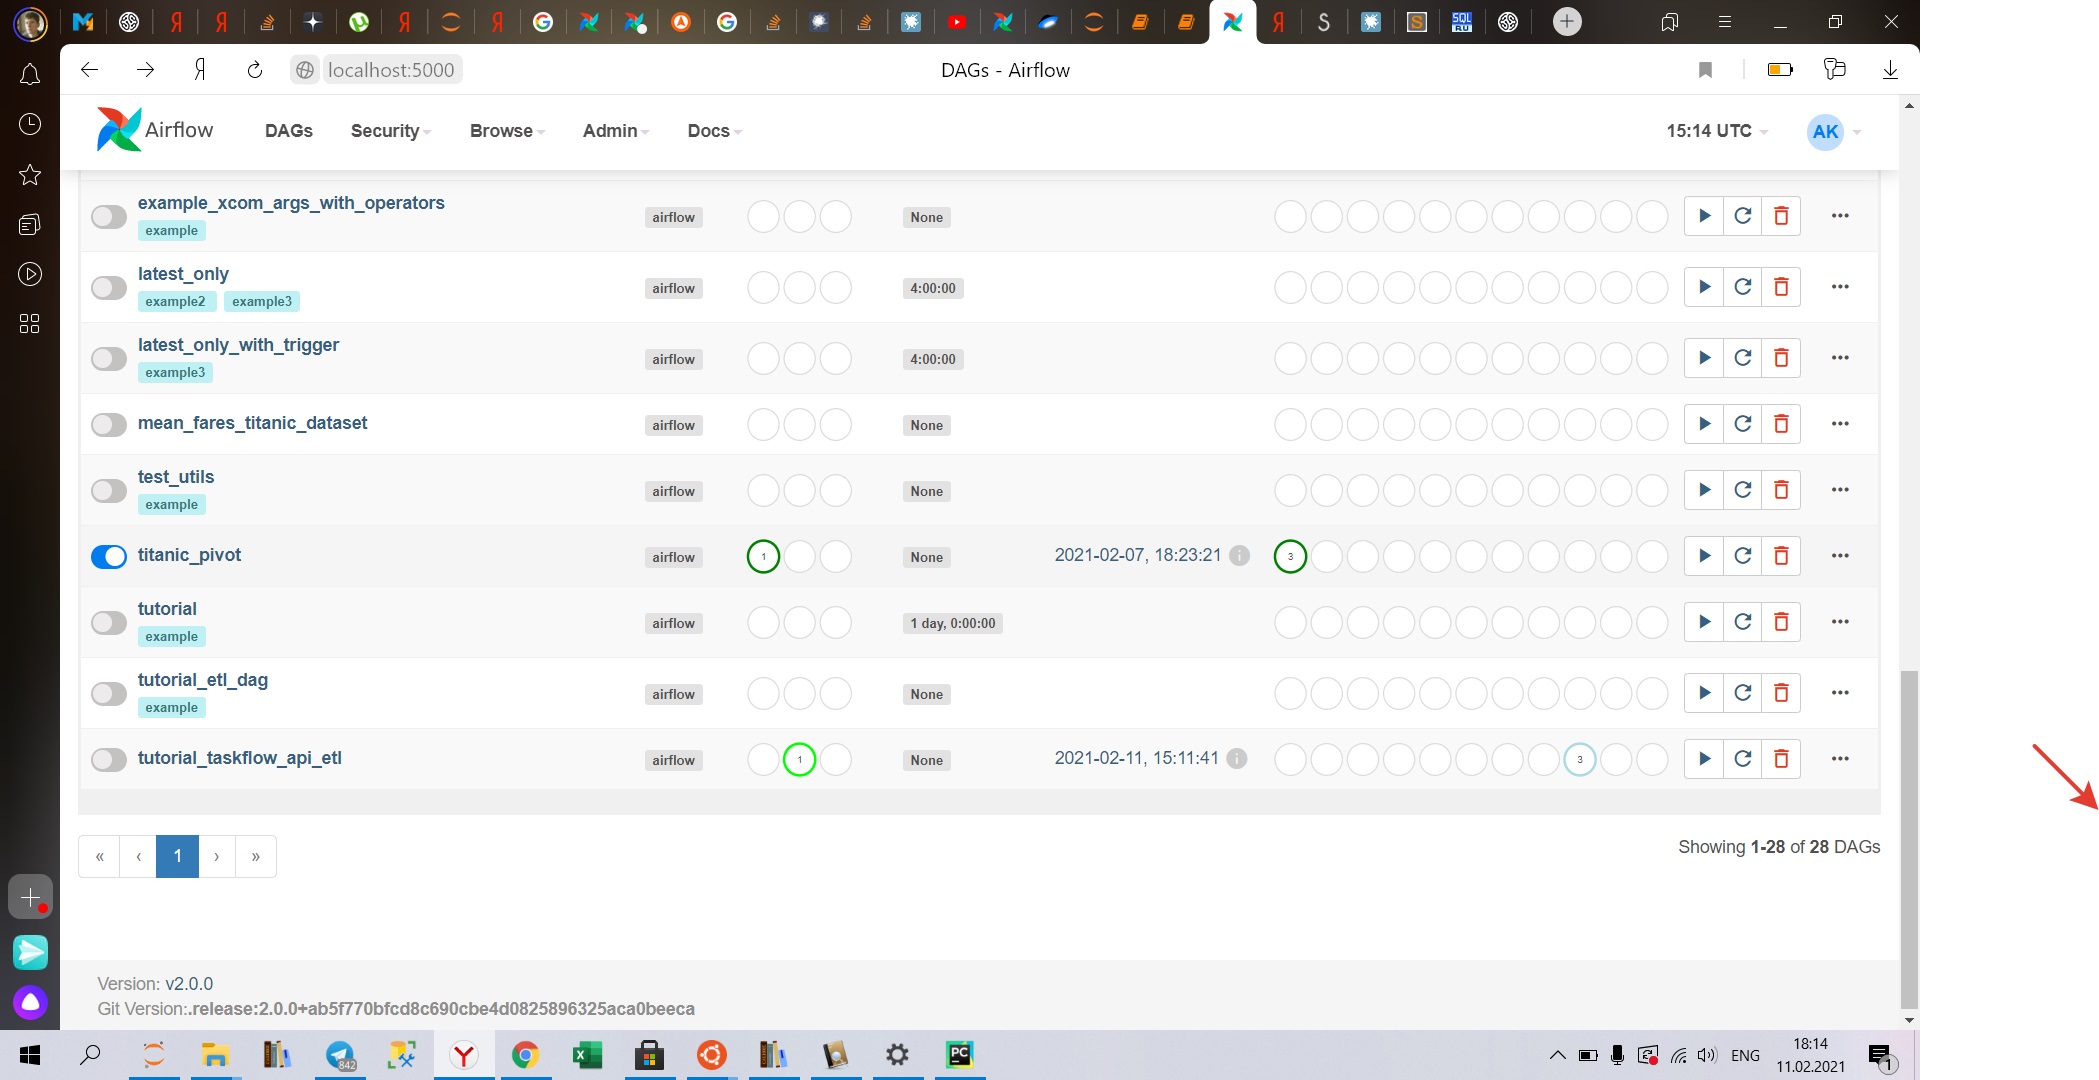 localhost:5000
DAGs - Airflow
Airflow
DAGs
Security
Browse
Admin
Docs
15:14 UTC
AK
example_xcom_args_with_operators
example
airflow
None
latest_only
example2 example3
airflow
4:00:00
latest_only_with_trigger
example3
airflow
4:00:00
mean_fares_titanic_dataset
airflow
None
test_utils
example
airflow
None
titanic_pivot
airflow
1
None
2021-02-07, 18:23:21
3
tutorial
example
airflow
1 day, 0:00:00
tutorial_etl_dag
example
airflow
None
tutorial_taskflow_api_etl
airflow
1
None
2021-02-11, 15:11:41
3
« ‹ 1 › »
Showing 1-28 of 28 DAGs
Version: v2.0.0
Git Version:.release:2.0.0+ab5f770bfcd8c690cbe4d0825896325aca0beeca
842
PC
ENG
18:14
11.02.2021
1